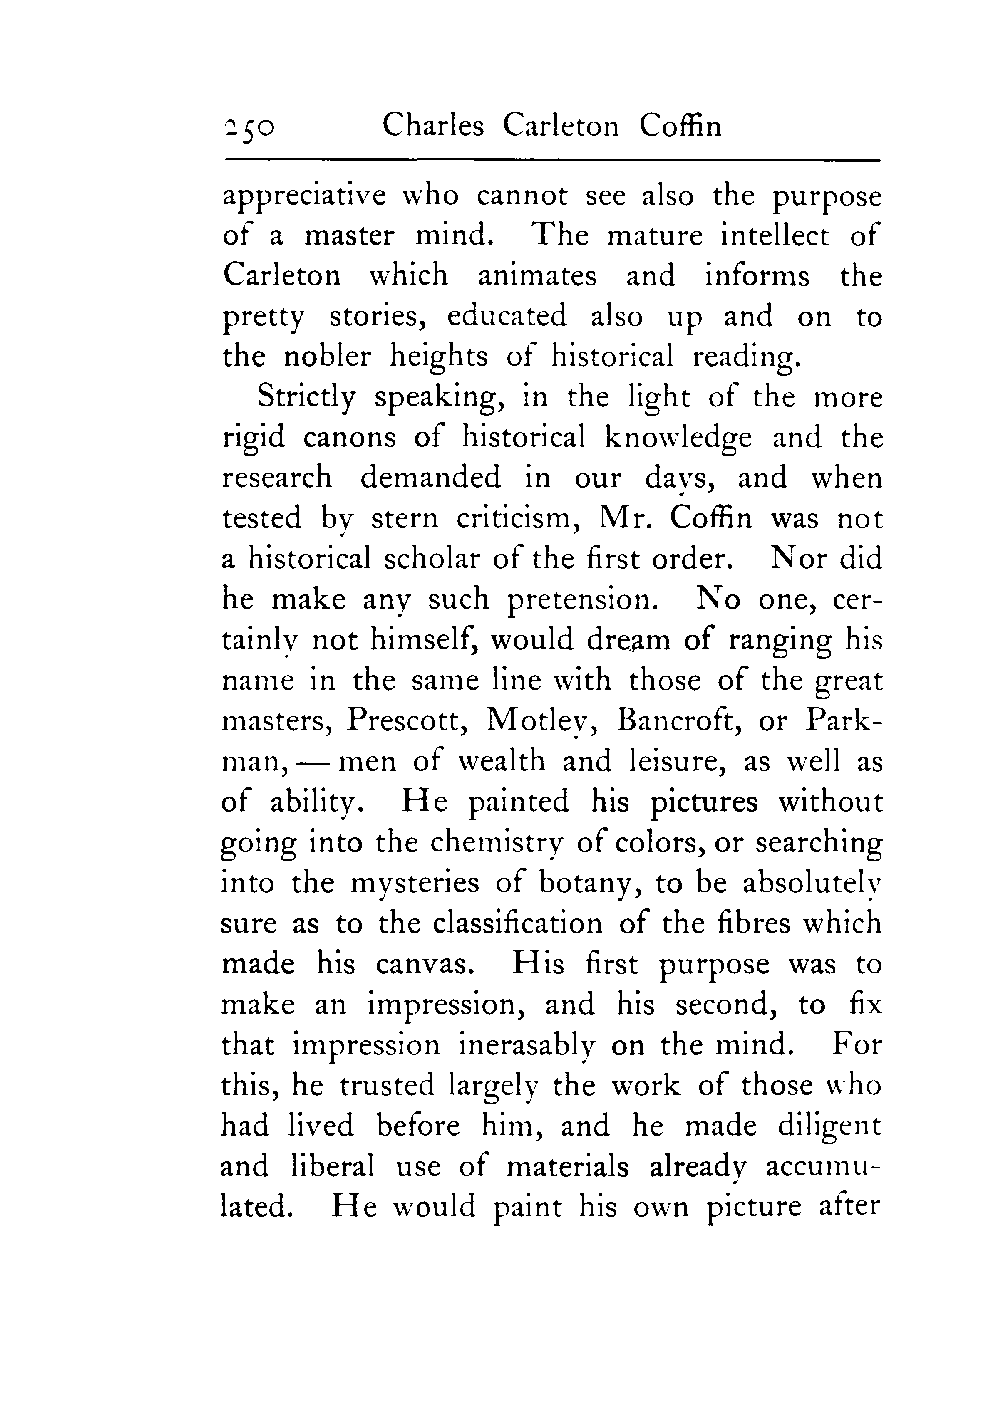 250 Charles Carleton Coffin
appreciative who cannot see also the purpose
of a master mind. The mature intellect of
Carleton which animates and informs the
pretty stories, educated also up and on to
the nobler heights of historical reading.
Strictly speaking, in the light of the more
rigid canons of historical knowledge and the
research demanded in our days, and when
tested by stern criticism, Mr. Coffin was not
a historical scholar of the first order. Nor did
he make any such pretension. No one, cer-
tainly not himself, would dream of ranging his
name in the same line with those of the great
masters, Prescott, Motley, Bancroft, or Park-
man, — men of wealth and leisure, as well as
of ability. He painted his pictures without
going into the chemistry of colors, or searching
into the mysteries of botany, to be absolutely
sure as to the classification of the fibres which
made his canvas. His first purpose was to
make an impression, and his second, to fix
that impression inerasably on the mind. For
this, he trusted largely the work of those who
had lived before him, and he made diligent
and liberal use of materials already accumu-
lated. He would paint his own picture after